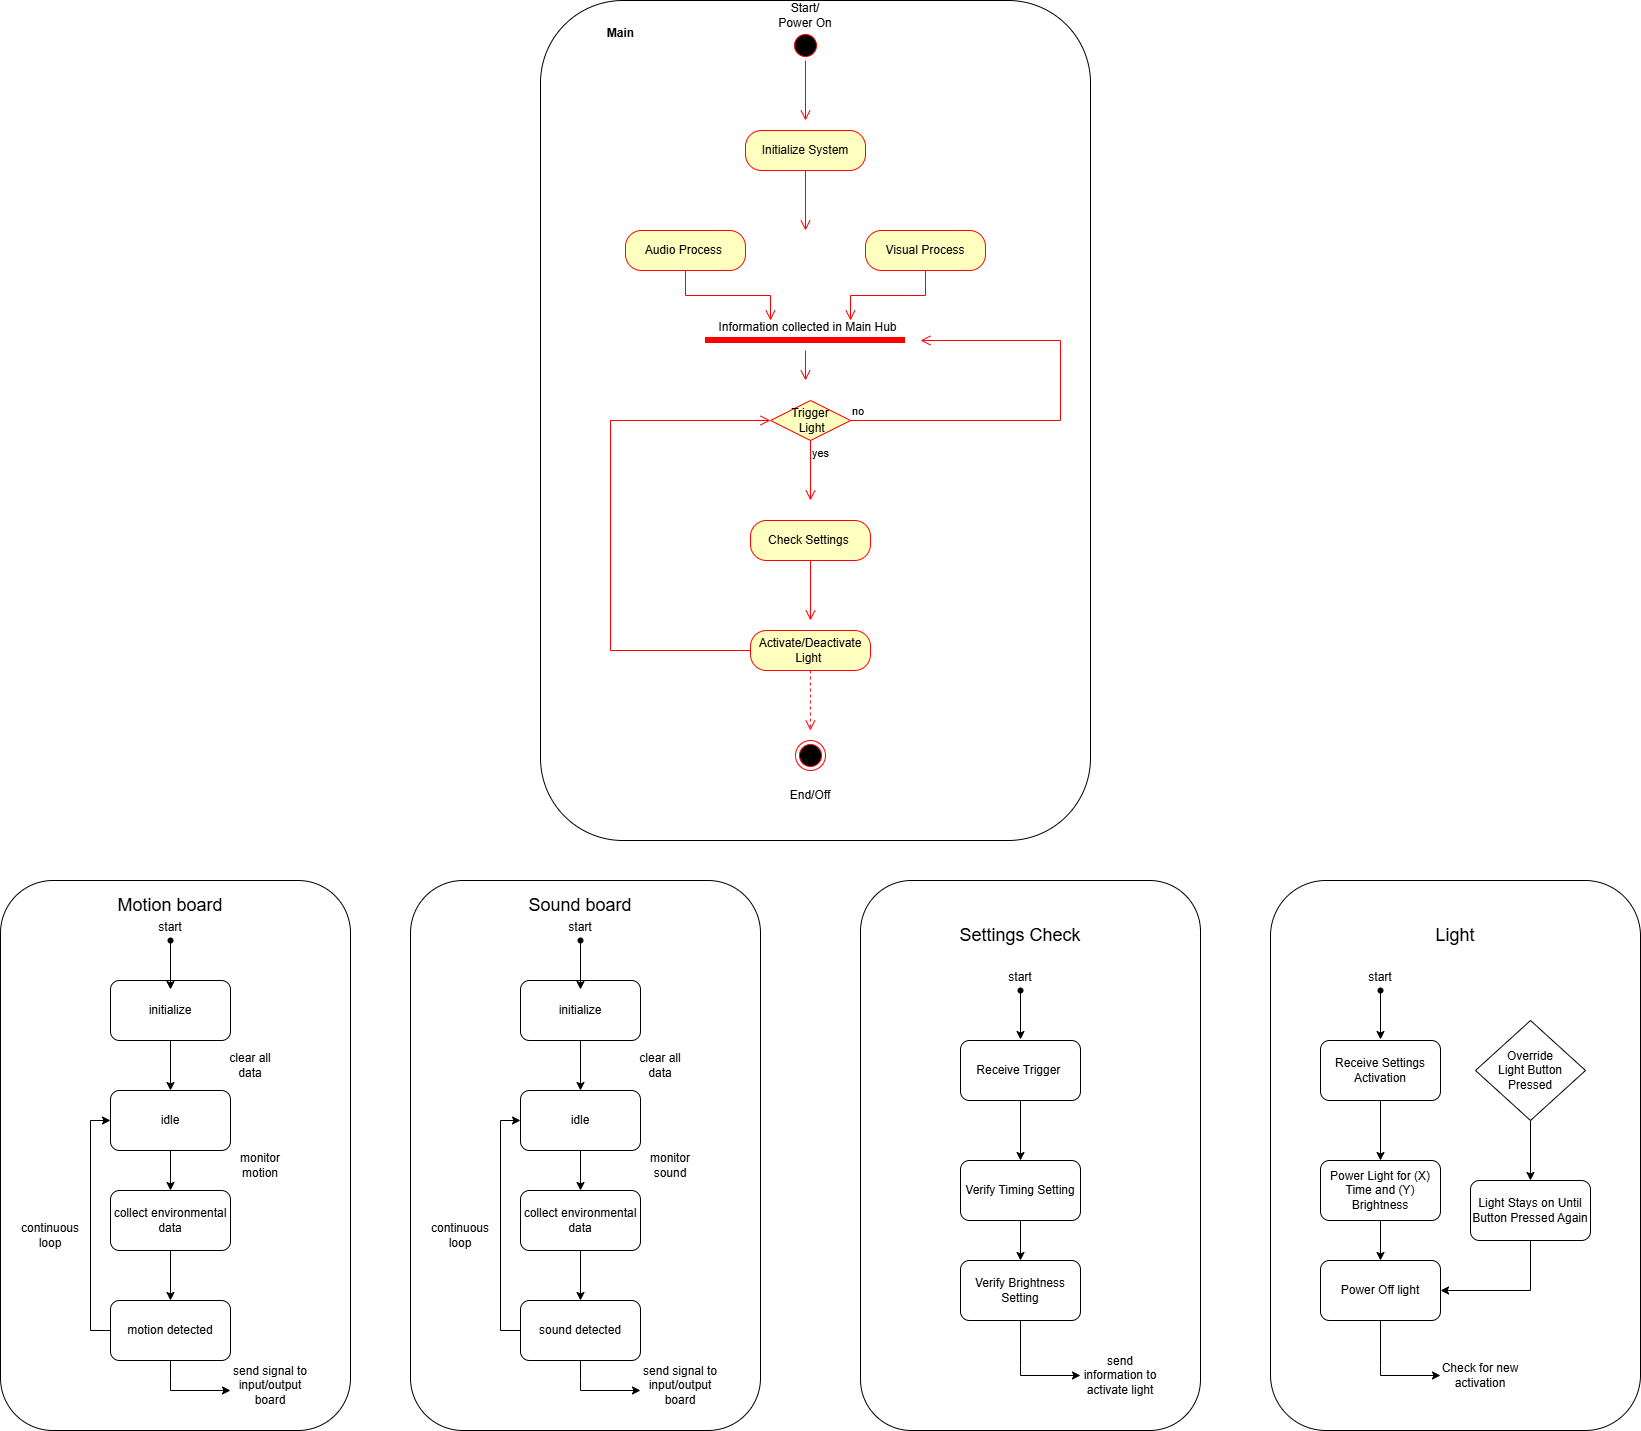 Start/
Power On
Main
Initialize System
Audio Process
Visual Process
Information collected in Main Hub
Trigger
Light
no
yes
Check Settings
Activate/Deactivate
Light
End/Off
Motion board
start
initialize
clear all
data
idle
monitor
motion
collect environmental
data
continuous
loop
motion detected
send signal to
input/output
board
Sound board
start
initialize
clear all
data
idle
monitor
sound
collect environmental
data
continuous
loop
sound detected
send signal to
input/output
board
Settings Check
start
Receive Trigger
Verify Timing Setting
Verify Brightness
Setting
send
information to
activate light
Light
start
Receive Settings
Activation
Override
Light Button
Pressed
Power Light for (X)
Time and (Y)
Brightness
Light Stays on Until
Button Pressed Again
Power Off light
Check for new
activation